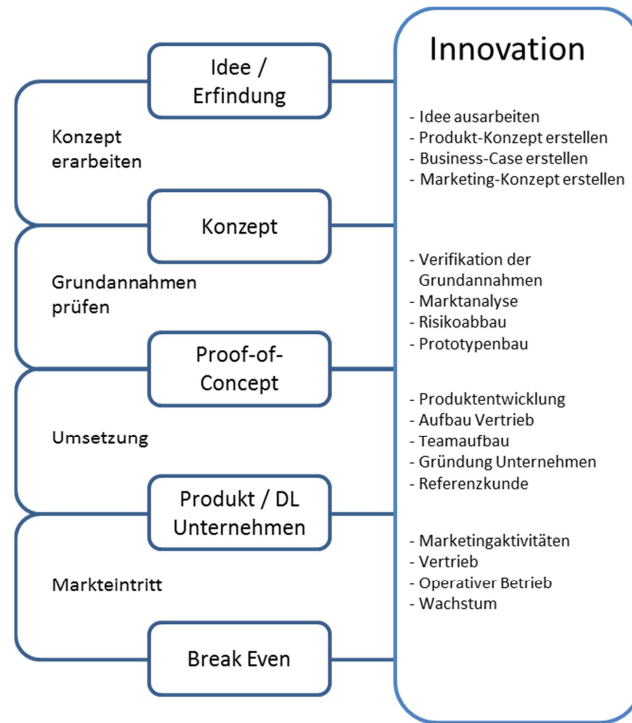 Innovation
Idee /
Erfindung
Konzept
erarbeiten
- Idee ausarbeiten
- Produkt-Konzept erstellen
- Business-Case erstellen
- Marketing-Konzept erstellen
Konzept
Grundannahmen
prüfen
- Verifikation der
Grundannahmen
- Marktanalyse
- Risikoabbau
- Prototypenbau
Proof-of-
Concept
Umsetzung
- Produktentwicklung
- Aufbau Vertrieb
- Teamaufbau
- Gründung Unternehmen
- Referenzkunde
Produkt / DL
Unternehmen
Markteintritt
- Marketingaktivitäten
- Vertrieb
- Operativer Betrieb
- Wachstum
Break Even